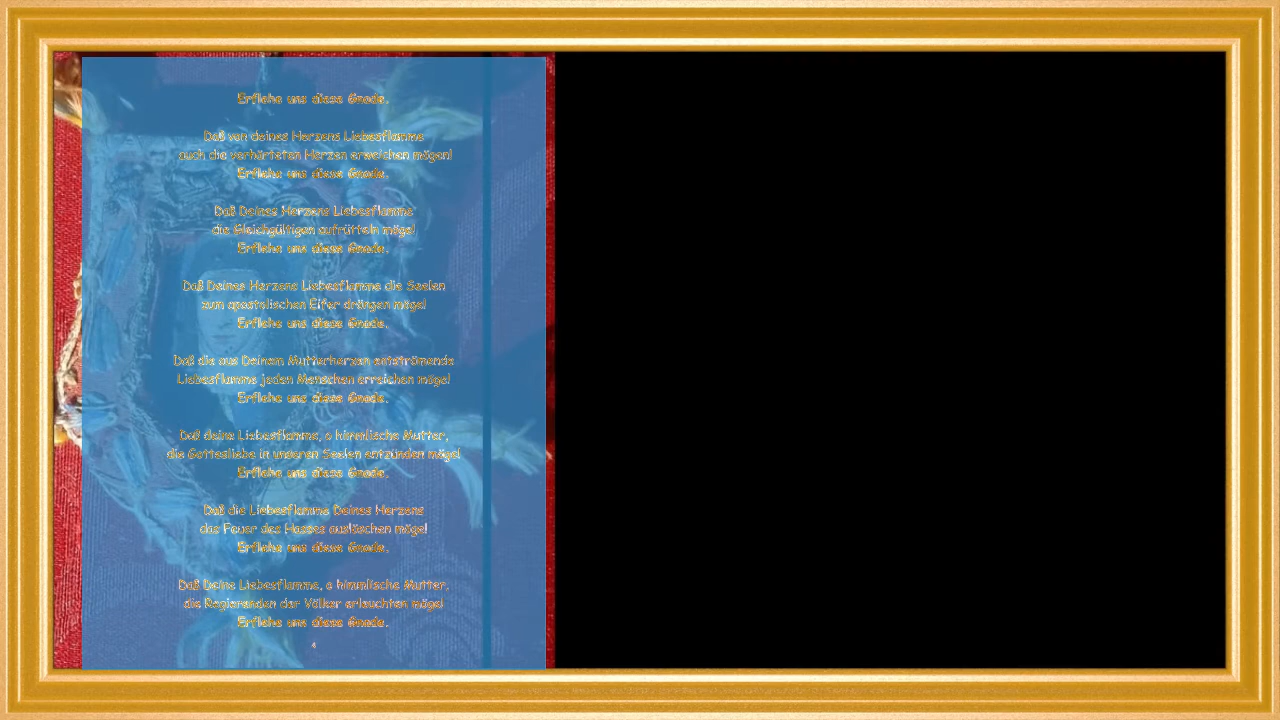 Erflehe uns diese Gnade.
Daß von deines Herzens Liebesflamme
auch die verhärteten Herzen erweichen mögen!
Erflehe uns diese Gnade.
Daß Deines Herzens Liebesflamme
die Gleichgültigen aufrütteln möge!
Erflehe uns diese Gnade.
Daß Deines Herzens Liebesflamme die Seelen
zum apostolischen Eifer drängen möge!
Erflehe uns diese Gnade.
Daß die aus Deinem Mutterherzen entströmende
Liebesflamme jeden Menschen erreichen möge!
Erflehe uns diese Gnade.
Daß deine Liebesflamme, o himmlische Mutter,
die Gottesliebe in unseren Seelen entzünden möge!
Erflehe uns diese Gnade.
Daß die Liebesflamme Deines Herzens
das Feuer des Hasses auslöschen möge!
Erflehe uns diese Gnade.
Daß Deine Liebesflamme, o himmlische Mutter,
die Regierenden der Völker erleuchten möge!
Erflehe uns diese Gnade.